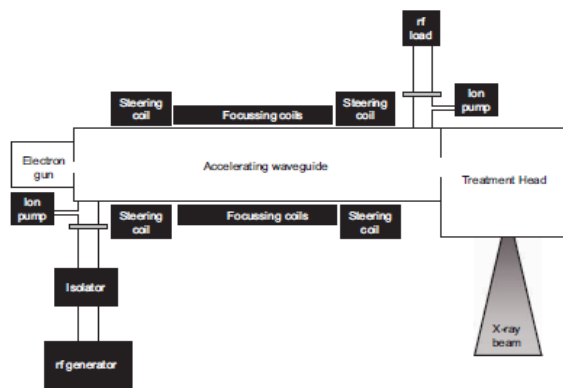 rf
load
Ion
pump
Steering
coil
Focussing coils
Steering
coil
Electron
gun
Accelerating waveguide
Treatment Head
Ion
pump
Steering
coil
Focussing coils
Steering
coil
Isolator
X-ray
beam
rf generator